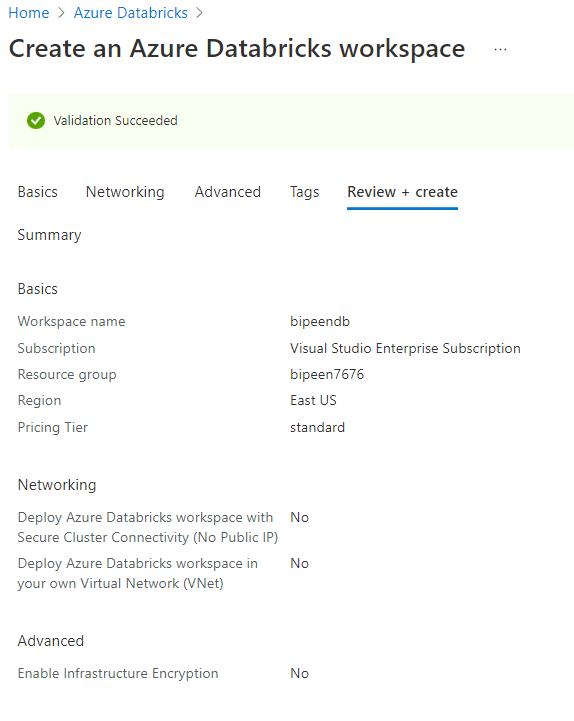 Home > Azure Databricks >
Create an Azure Databricks workspace ...
Validation Succeeded
Basics Networking Advanced Tags Review + create
Summary
Basics
Workspace name bipeendb
Subscription Visual Studio Enterprise Subscription
Resource group bipeen7676
Region East US
Pricing Tier standard
Networking
Deploy Azure Databricks workspace with No
Secure Cluster Connectivity (No Public IP)
Deploy Azure Databricks workspace in No
your own Virtual Network (VNet)
Advanced
Enable Infrastructure Encryption No